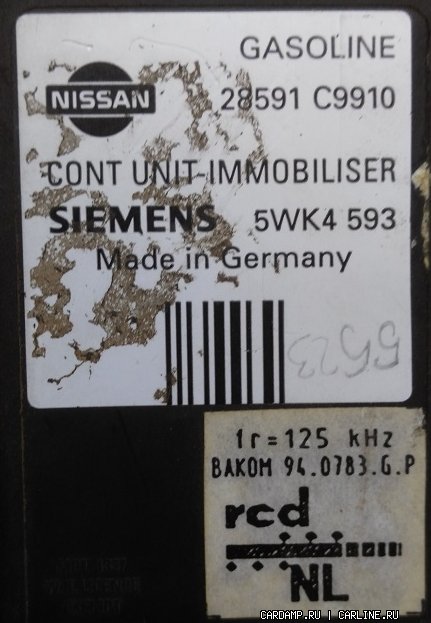 GASOLINE
NISSAN 28591 C9910
CONT UNIT-IMMOBILISER
SIEMENS 5WK4 593
Made in Germany
5523
fr=125 kHz
BAKOM 94.0783.G.P
rcd
NL
CARDAMP.RU | CARLINE.RU